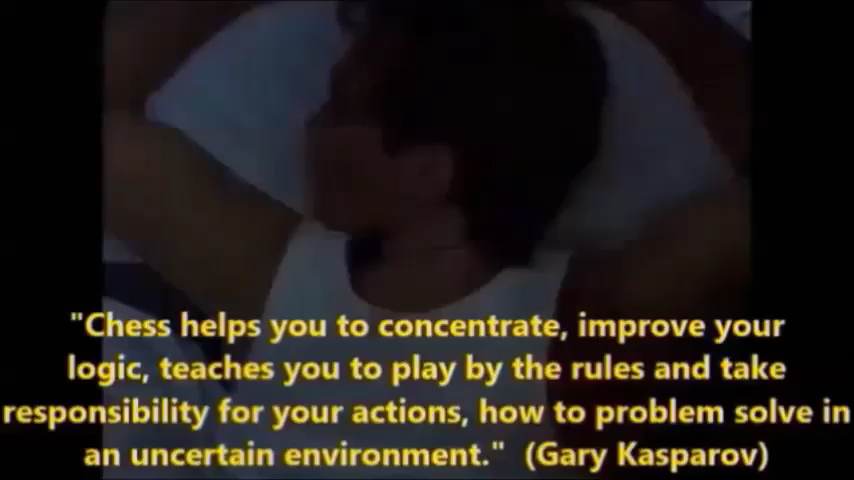 "Chess helps you to concentrate, improve your
logic, teaches you to play by the rules and take
responsibility for your actions, how to problem solve in
an uncertain environment."  (Gary Kasparov)